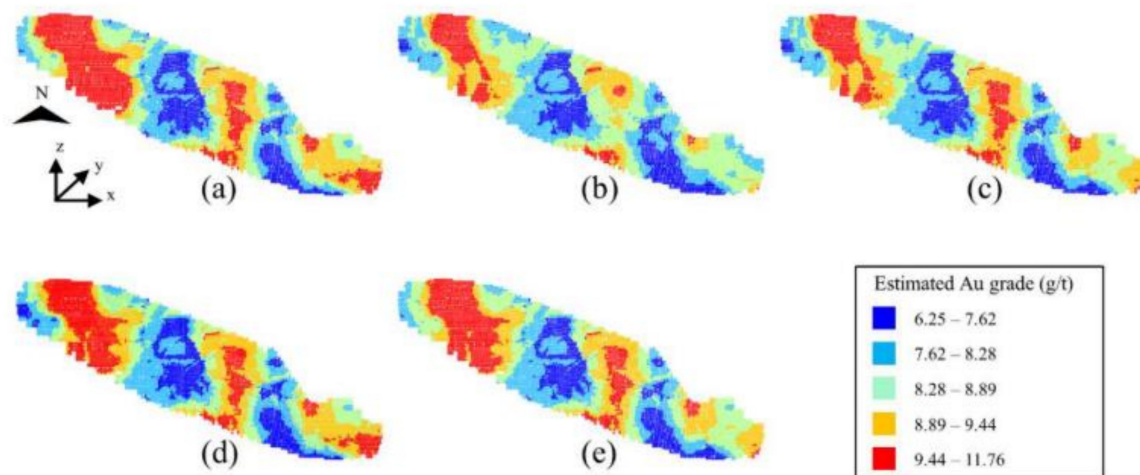 N
z
y
x
(a)
(b)
(c)
(d)
(e)
Estimated Au grade (g/t)
6.25 – 7.62
7.62 – 8.28
8.28 – 8.89
8.89 – 9.44
9.44 – 11.76